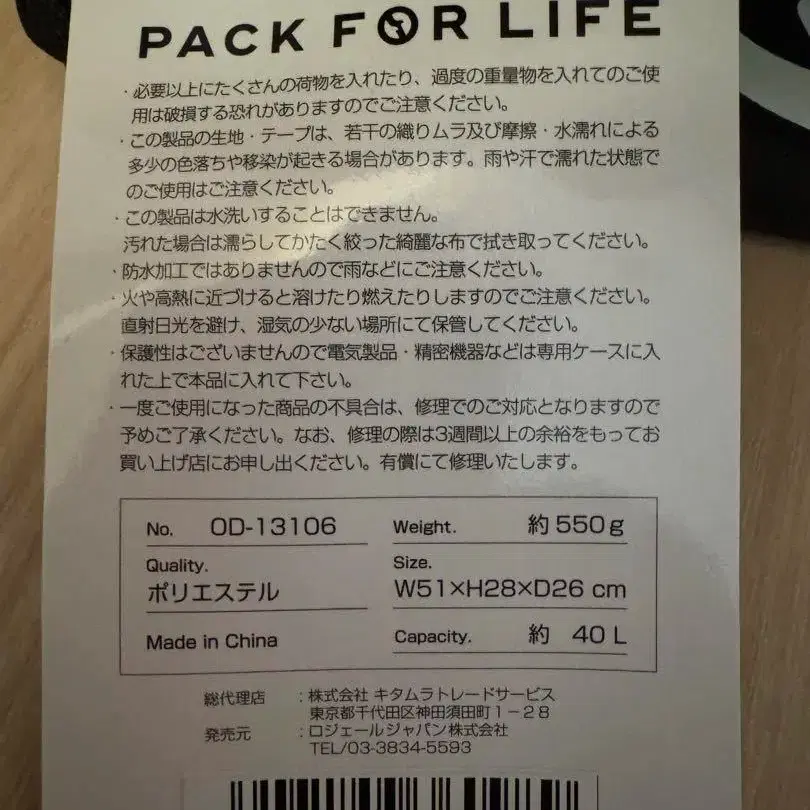 PACK FOR LIFE
・必要以上にたくさんの荷物を入れたり、過度の重量物を入れてのご使
用は破損する恐れがありますのでご注意ください。
・この製品の生地・テープは、若干の織りムラ及び摩擦・水濡れによる
多少の色落ちや移染が起きる場合があります。雨や汗で濡れた状態で
のご使用はご注意ください。
・この製品は水洗いすることはできません。
汚れた場合は濡らしてかたく絞った綺麗な布で拭き取ってください。
・防水加工ではありませんので雨などにご注意ください。
・火や高熱に近づけると溶けたり燃えたりしますのでご注意ください。
直射日光を避け、湿気の少ない場所にて保管してください。
・保護性はございませんので電気製品・精密機器などは専用ケースに入
れた上で本品に入れて下さい。
・一度ご使用になった商品の不具合は、修理でのご対応となりますので
予めご了承ください。なお、修理の際は3週間以上の余裕をもってお
買い上げ店にお申し出ください。有償にて修理いたします。
No. OD-13106
Weight. 約550g
Quality.
ポリエステル
Size.
W51×H28×D26 cm
Made in China
Capacity. 約 40 L
総代理店 : 株式会社 キタムラトレードサービス
東京都千代田区神田須田町1-28
発売元 : ロジェールジャパン株式会社
TEL/03-3834-5593